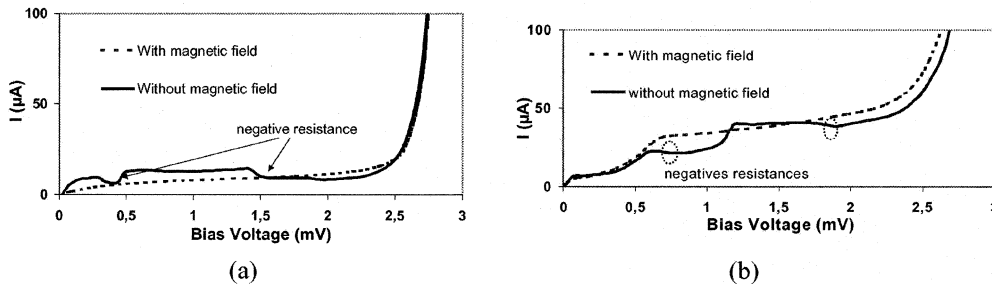 100
50
0
I (µA)
With magnetic field
Without magnetic field
negative resistance
0
0,5
1
1,5
2
2,5
3
Bias Voltage (mV)
(a)
100
50
0
I (µA)
With magnetic field
without magnetic field
negatives resistances
0
0,5
1
1,5
2
2,5
3
Bias Voltage (mV)
(b)